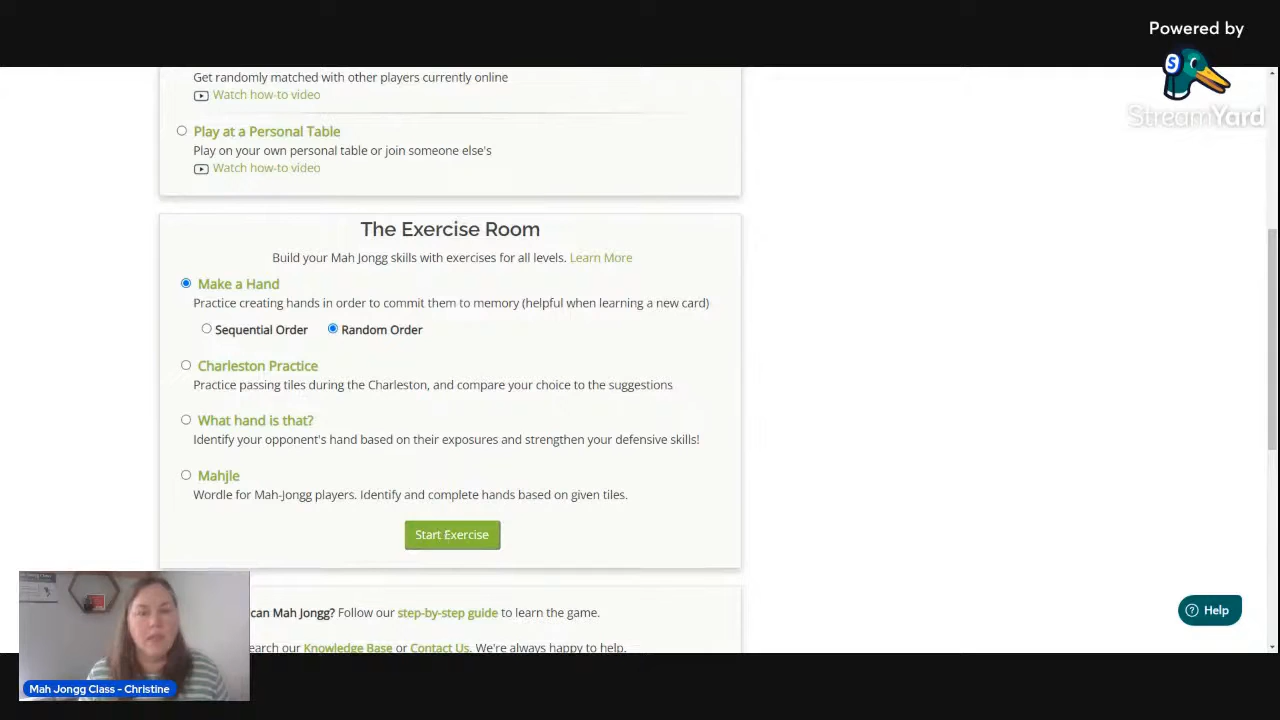 Powered by
S
StreamYard
Get randomly matched with other players currently online
Watch how-to video
Play at a Personal Table
Play on your own personal table or join someone else's
Watch how-to video
The Exercise Room
Build your Mah Jongg skills with exercises for all levels. Learn More
Make a Hand
Practice creating hands in order to commit them to memory (helpful when learning a new card)
Sequential Order Random Order
Charleston Practice
Practice passing tiles during the Charleston, and compare your choice to the suggestions
What hand is that?
Identify your opponent's hand based on their exposures and strengthen your defensive skills!
Mahjle
Wordle for Mah-Jongg players. Identify and complete hands based on given tiles.
Start Exercise
can Mah Jongg? Follow our step-by-step guide to learn the game.
earch our Knowledge Base or Contact Us. We're always happy to help.
Help
Mah Jongg Class - Christine